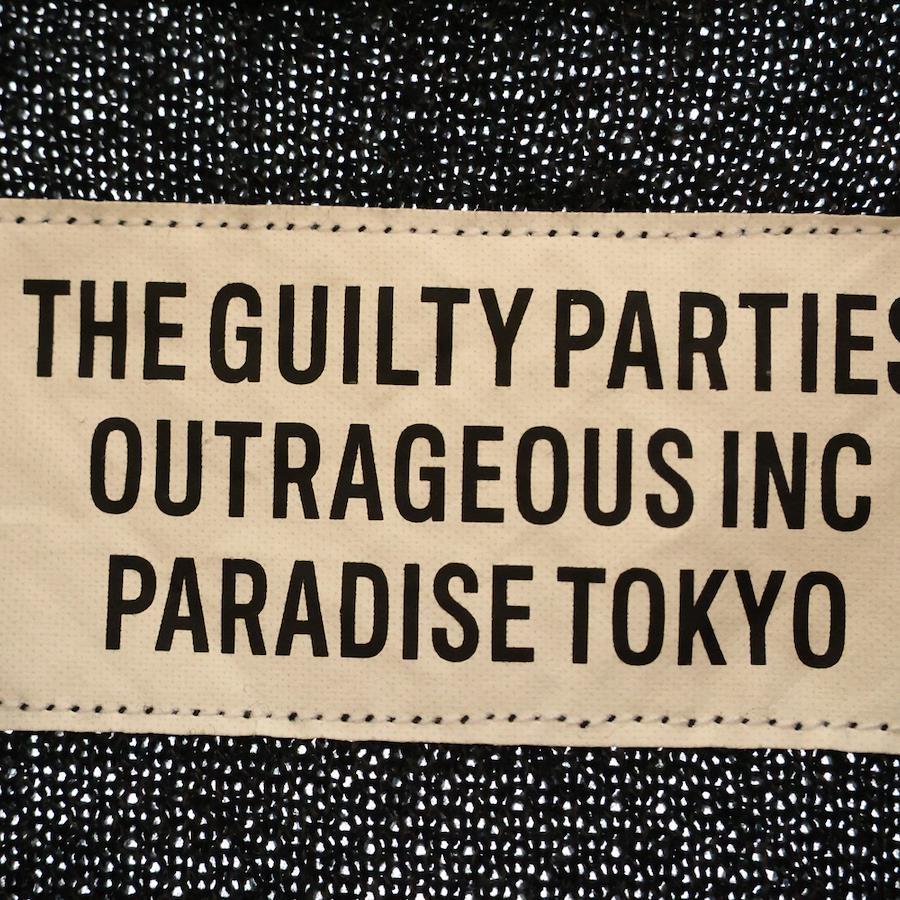 THE GUILTY PARTIES
OUTRAGEOUS INC
PARADISE TOKYO